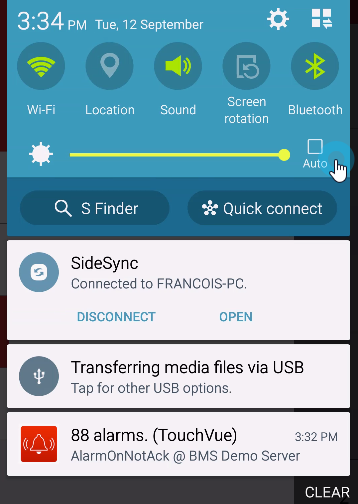 3:34 PM Tue, 12 September
Wi-Fi Location Sound Screen rotation Bluetooth
Auto
S Finder Quick connect
SideSync
Connected to FRANCOIS-PC.
DISCONNECT OPEN
Transferring media files via USB
Tap for other USB options.
88 alarms. (TouchVue) 3:32 PM
AlarmOnNotAck @ BMS Demo Server
CLEAR